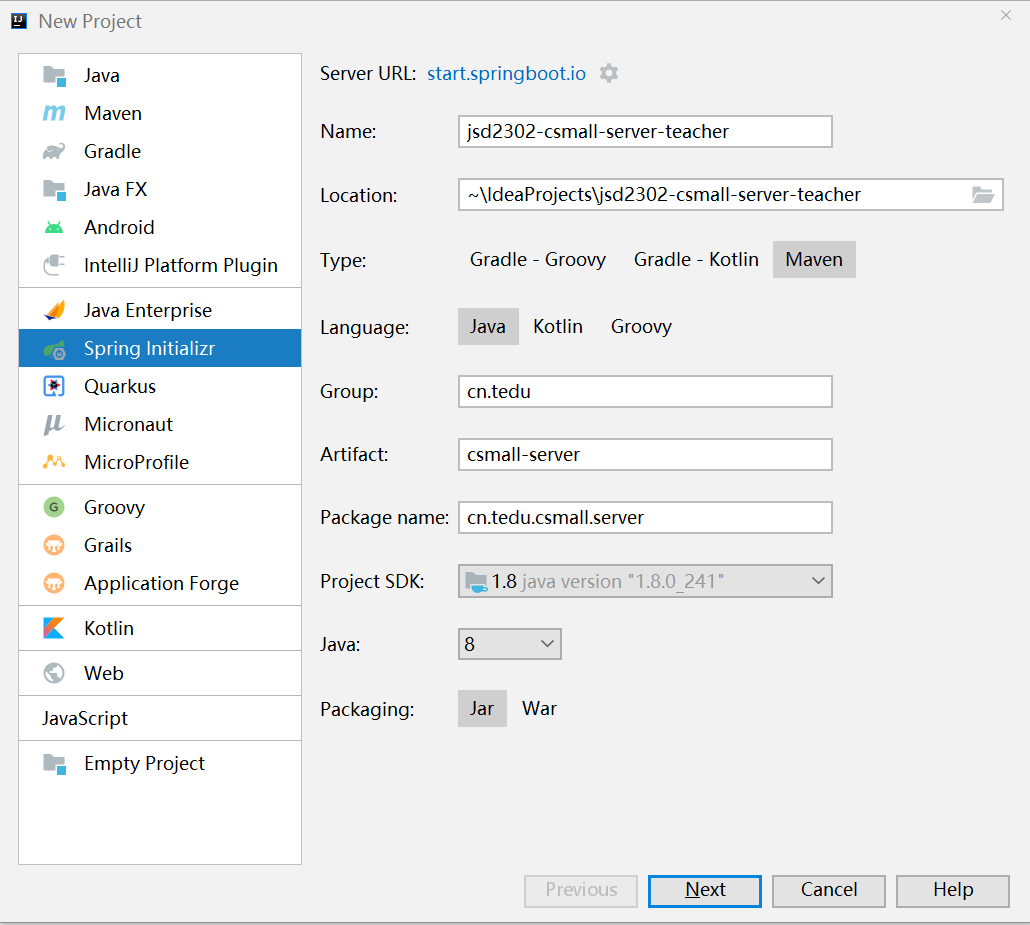 New Project
Java
Maven
Gradle
Java FX
Android
IntelliJ Platform Plugin
Java Enterprise
Spring Initializr
Quarkus
Micronaut
MicroProfile
Groovy
Grails
Application Forge
Kotlin
Web
JavaScript
Empty Project
Server URL: start.springboot.io
Name: jsd2302-csmall-server-teacher
Location: ~\IdeaProjects\jsd2302-csmall-server-teacher
Type: Gradle - Groovy Gradle - Kotlin Maven
Language: Java Kotlin Groovy
Group: cn.tedu
Artifact: csmall-server
Package name: cn.tedu.csmall.server
Project SDK: 1.8 java version "1.8.0_241"
Java: 8
Packaging: Jar War
Previous Next Cancel Help